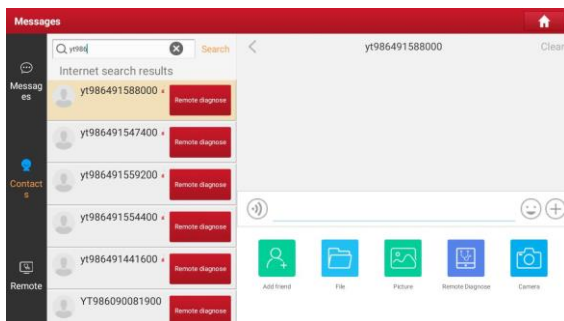 Messages
yt986
Search
yt986491588000
Clear
Messag
es
Internet search results
yt986491588000
Remote diagnose
yt986491547400
Remote diagnose
Contact
s
yt986491559200
Remote diagnose
yt986491554400
Remote diagnose
yt986491441600
Remote diagnose
Remote
YT986090081900
Remote diagnose
Add friend
File
Picture
Remote Diagnose
Camera